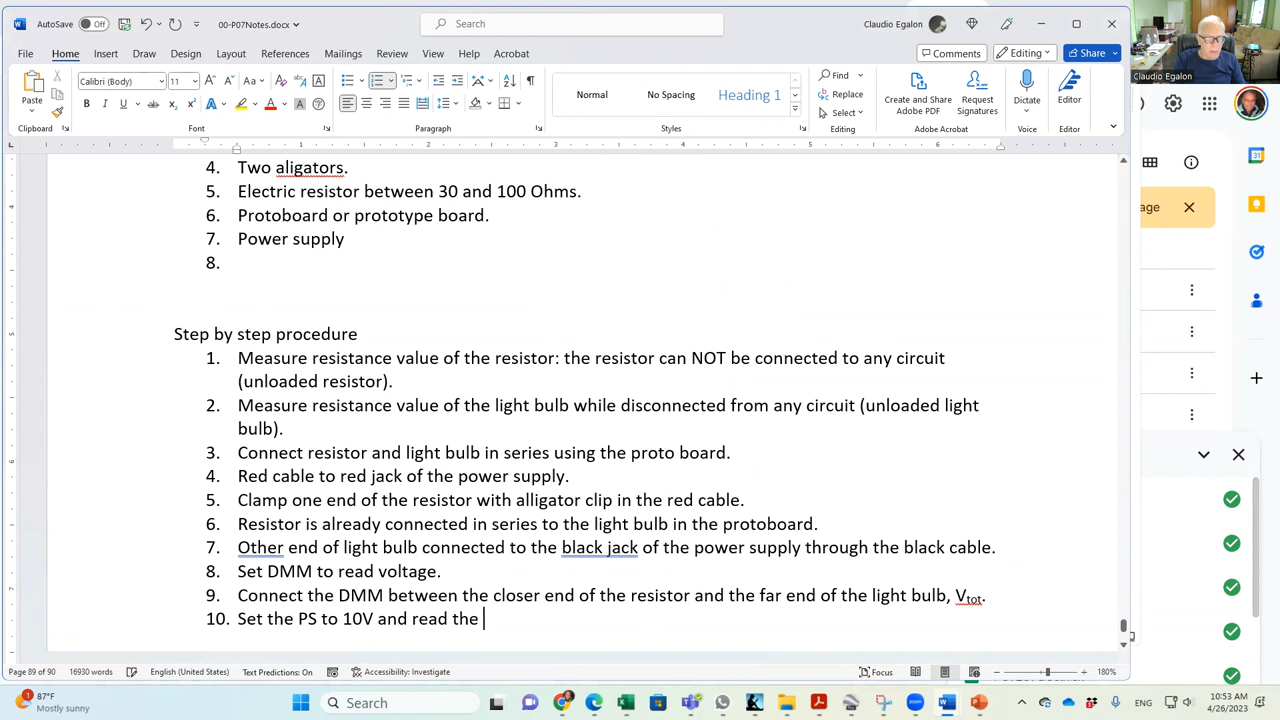 AutoSave
Off
00-P07Notes.docx
Search
Claudio Egalon
File
Home
Insert
Draw
Design
Layout
References
Mailings
Review
View
Help
Acrobat
Comments
Editing
Share
Claudio Egalon
Paste
Clipboard
Calibri (Body)
11
Font
Paragraph
Normal
No Spacing
Heading 1
Styles
Find
Replace
Select
Editing
Create and Share
Adobe PDF
Request
Signatures
Adobe Acrobat
Dictate
Voice
Editor
Editor
4. Two aligators.
5. Electric resistor between 30 and 100 Ohms.
6. Protoboard or prototype board.
7. Power supply
8.
Step by step procedure
1. Measure resistance value of the resistor: the resistor can NOT be connected to any circuit
(unloaded resistor).
2. Measure resistance value of the light bulb while disconnected from any circuit (unloaded light
bulb).
3. Connect resistor and light bulb in series using the proto board.
4. Red cable to red jack of the power supply.
5. Clamp one end of the resistor with alligator clip in the red cable.
6. Resistor is already connected in series to the light bulb in the protoboard.
7. Other end of light bulb connected to the black jack of the power supply through the black cable.
8. Set DMM to read voltage.
9. Connect the DMM between the closer end of the resistor and the far end of the light bulb, Vtot.
10. Set the PS to 10V and read the
age
31
Page 89 of 90
16930 words
English (United States)
Text Predictions: On
Accessibility: Investigate
Focus
180%
87°F
Mostly sunny
Search
ENG
10:53 AM
4/26/2023